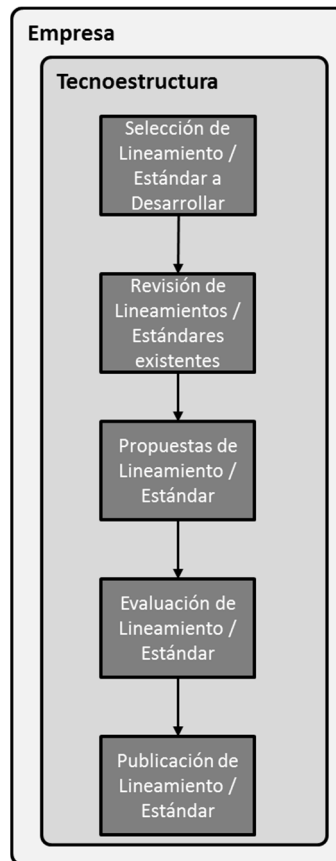 Empresa
Tecnoestructura
Selección de
Lineamiento /
Estándar a
Desarrollar
Revisión de
Lineamientos /
Estándares
existentes
Propuestas de
Lineamiento /
Estándar
Evaluación de
Lineamiento /
Estándar
Publicación de
Lineamiento /
Estándar